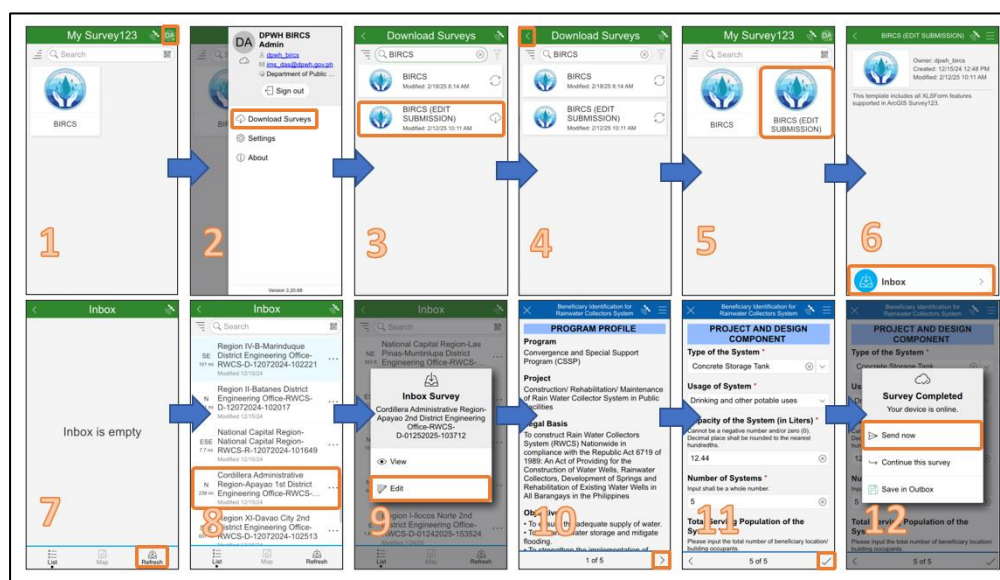 My Survey123
DA
Search
BIRCS
1
DA
DPWH BIRCS
Admin
dpwh_bircs
ims_das@dpwh.gov.ph
Department of Public ...
Sign out
Download Surveys
Settings
About
Version 3.20.68
2
Download Surveys
BIRCS
BIRCS
Modified: 2/18/25 8:14 AM
BIRCS (EDIT
SUBMISSION)
Modified: 2/12/25 10:11 AM
3
Download Surveys
BIRCS
BIRCS
Modified: 2/18/25 8:14 AM
BIRCS (EDIT
SUBMISSION)
Modified: 2/12/25 10:11 AM
4
My Survey123
DA
Search
BIRCS
BIRCS (EDIT
SUBMISSION)
5
BIRCS (EDIT SUBMISSION)
Owner: dpwh_bircs
Created: 12/15/24 12:48 PM
Modified: 2/12/25 10:11 AM
This template includes all XLSForm features
supported in ArcGIS Survey123.
6
Inbox
Inbox
Inbox is empty
7
List
Map
Refresh
Inbox
Search
Region IV-B-Marinduque
SE District Engineering Office-
RWCS-D-12072024-102221
Modified 12/15/24
Region II-Batanes District
N Engineering Office-RWCS-
D-12072024-102017
Modified 12/15/24
National Capital Region-
ESE National Capital Region-
RWCS-R-12072024-101649
Modified 12/15/24
Cordillera Administrative
N Region-Apayao 1st District
Engineering Office-RWCS-...
Modified 12/15/24
Region XI-Davao City 2nd
District Engineering Office-
RWCS-D-12072024-102513
8
List
Map
Refresh
Inbox
Search
National Capital Region-Las
NE Pinas-Muntinlupa District
Engineering Office-RWCS-
Inbox Survey
Cordillera Administrative Region-
Apayao 2nd District Engineering
Office-RWCS-
D-01252025-103712
View
Edit
Region I-Ilocos Norte 2nd
District Engineering Office-
RWCS-D-01242025-153524
Modified 1/24/25
9
List
Map
Refresh
Beneficiary Identification for
Rainwater Collectors System
PROGRAM PROFILE
Program
Convergence and Special Support
Program (CSSP)
Project
Construction/ Rehabilitation/ Maintenance
of Rain Water Collector System in Public
Facilities
Legal Basis
To construct Rain Water Collectors
System (RWCS) Nationwide in
compliance with the Republic Act 6719 of
1989: An Act of Providing for the
Construction of Water Wells, Rainwater
Collectors, Development of Springs and
Rehabilitation of Existing Water Wells in
All Barangays in the Philippines
10
1 of 5
Beneficiary Identification for
Rainwater Collectors System
PROJECT AND DESIGN
COMPONENT
Type of the System *
Concrete Storage Tank
Usage of System *
Drinking and other potable uses
Capacity of the System (in Liters) *
Cannot be a negative number and/or zero (0).
Decimal place shall be rounded to the nearest
hundredths.
12.44
Number of Systems *
Input shall be a whole number.
5
Total Serving Population of the
Please input the total number of beneficiary location/
building occupants.
11
5 of 5
Beneficiary Identification for
Rainwater Collectors System
PROJECT AND DESIGN
COMPONENT
Type of the System *
Concrete Storage Tank
Survey Completed
Your device is online.
Send now
Continue this survey
Save in Outbox
Total Serving Population of the
Please input the total number of beneficiary location/
building occupants.
12
5 of 5